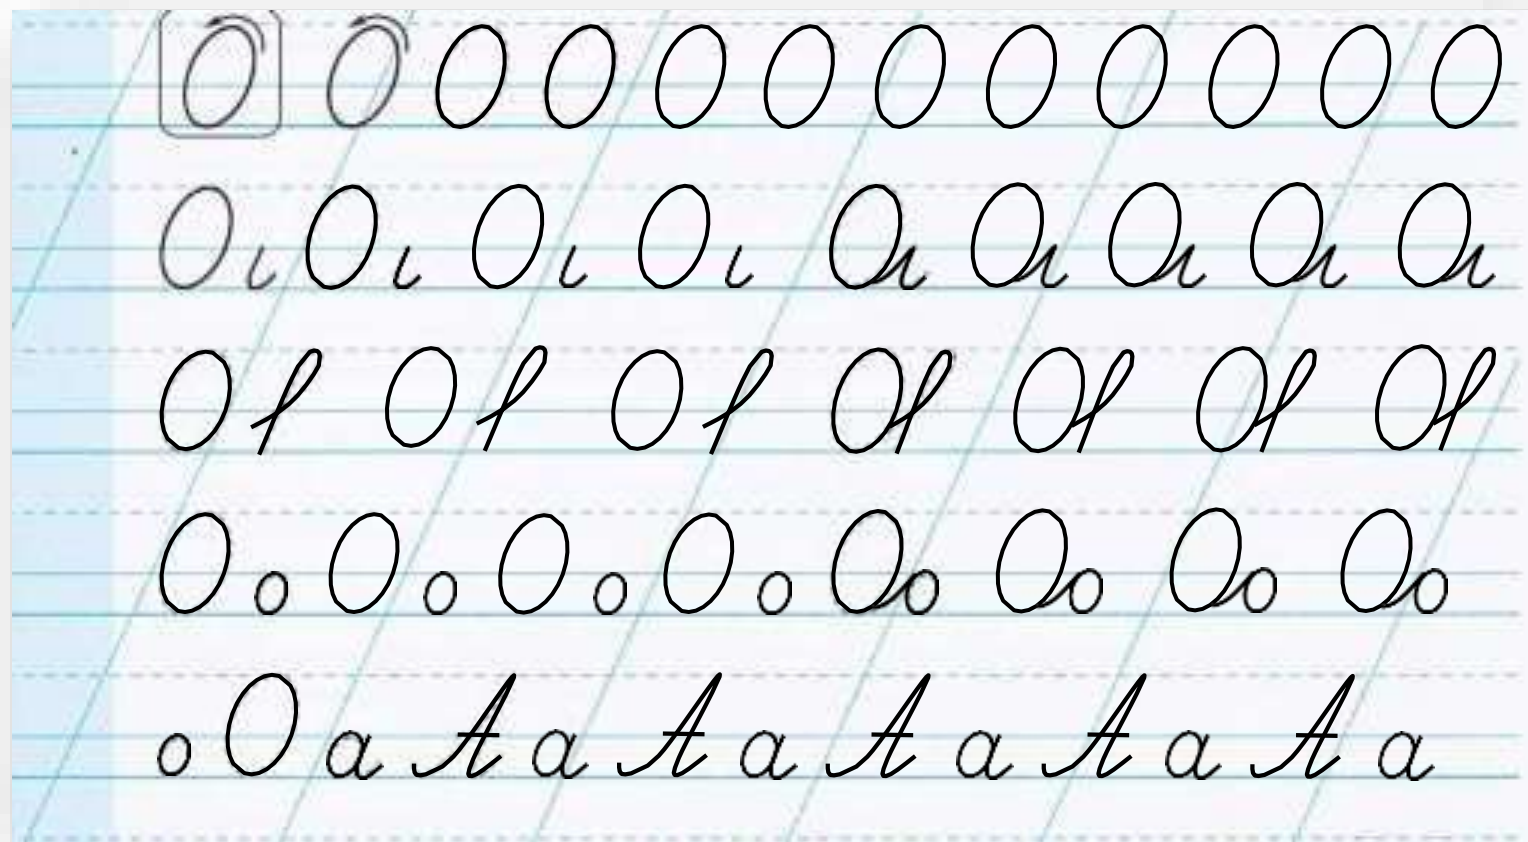 О О О О О О О О О О О О
О О О О О О О О О
О О О О О О О
О о О о О о О о Оо Оо Оо Оо
о О а А а А а А а А а А а